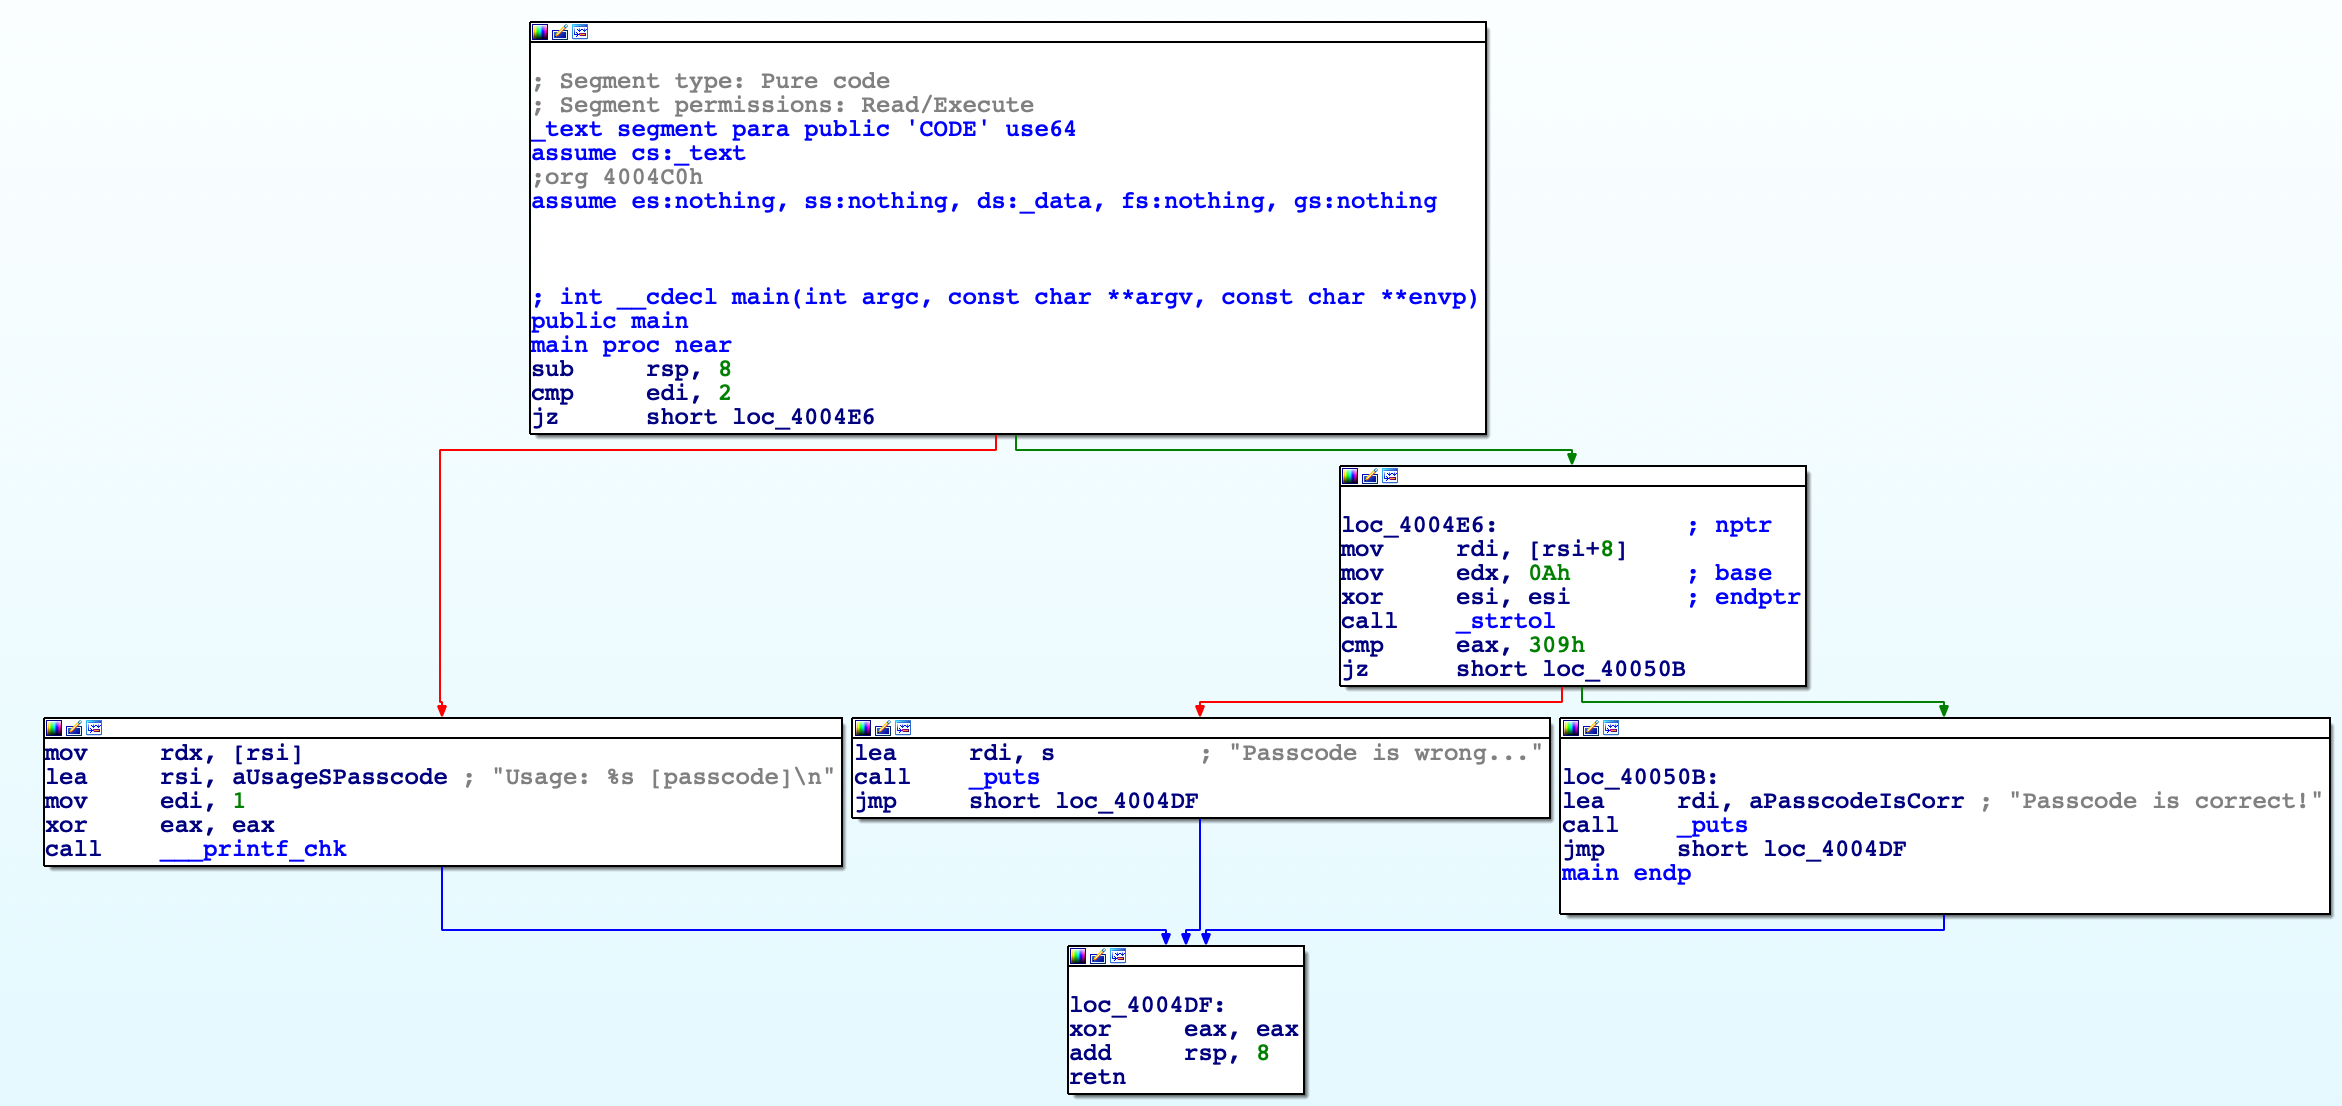 ; Segment type: Pure code
; Segment permissions: Read/Execute
_text segment para public 'CODE' use64
assume cs:_text
;org 4004C0h
assume es:nothing, ss:nothing, ds:_data, fs:nothing, gs:nothing
; int __cdecl main(int argc, const char **argv, const char **envp)
public main
main proc near
sub rsp, 8
cmp edi, 2
jz short loc_4004E6
loc_4004E6: ; nptr
mov rdi, [rsi+8]
mov edx, 0Ah ; base
xor esi, esi ; endptr
call _strtol
cmp eax, 309h
jz short loc_40050B
mov rdx, [rsi]
lea rsi, aUsageSPasscode ; "Usage: %s [passcode]\n"
mov edi, 1
xor eax, eax
call ___printf_chk
lea rdi, s ; "Passcode is wrong..."
call _puts
jmp short loc_4004DF
loc_40050B:
lea rdi, aPasscodeIsCorr ; "Passcode is correct!"
call _puts
jmp short loc_4004DF
main endp
loc_4004DF:
xor eax, eax
add rsp, 8
retn